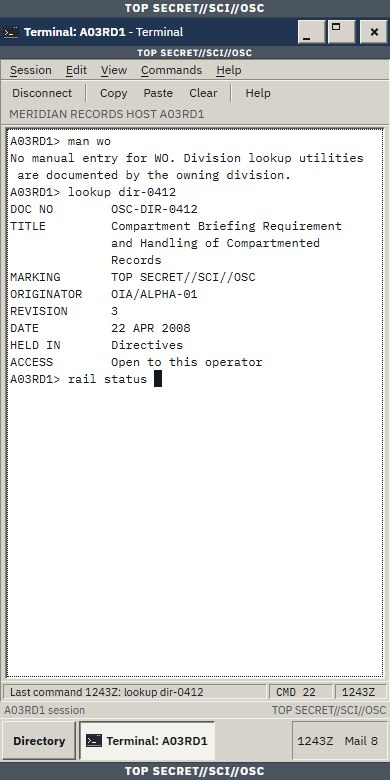 TOP SECRET//SCI//OSC
Terminal: A03RD1 - Terminal
TOP SECRET//SCI//OSC
Session Edit View Commands Help
Disconnect Copy Paste Clear Help
MERIDIAN RECORDS HOST A03RD1
A03RD1> man wo
No manual entry for WO. Division lookup utilities
are documented by the owning division.
A03RD1> lookup dir-0412
DOC NO OSC-DIR-0412
TITLE Compartment Briefing Requirement
and Handling of Compartmented
Records
MARKING TOP SECRET//SCI//OSC
ORIGINATOR OIA/ALPHA-01
REVISION 3
DATE 22 APR 2008
HELD IN Directives
ACCESS Open to this operator
A03RD1> rail status
Last command 1243Z: lookup dir-0412 CMD 22 1243Z
A03RD1 session TOP SECRET//SCI//OSC
Directory Terminal: A03RD1 1243Z Mail 8
TOP SECRET//SCI//OSC